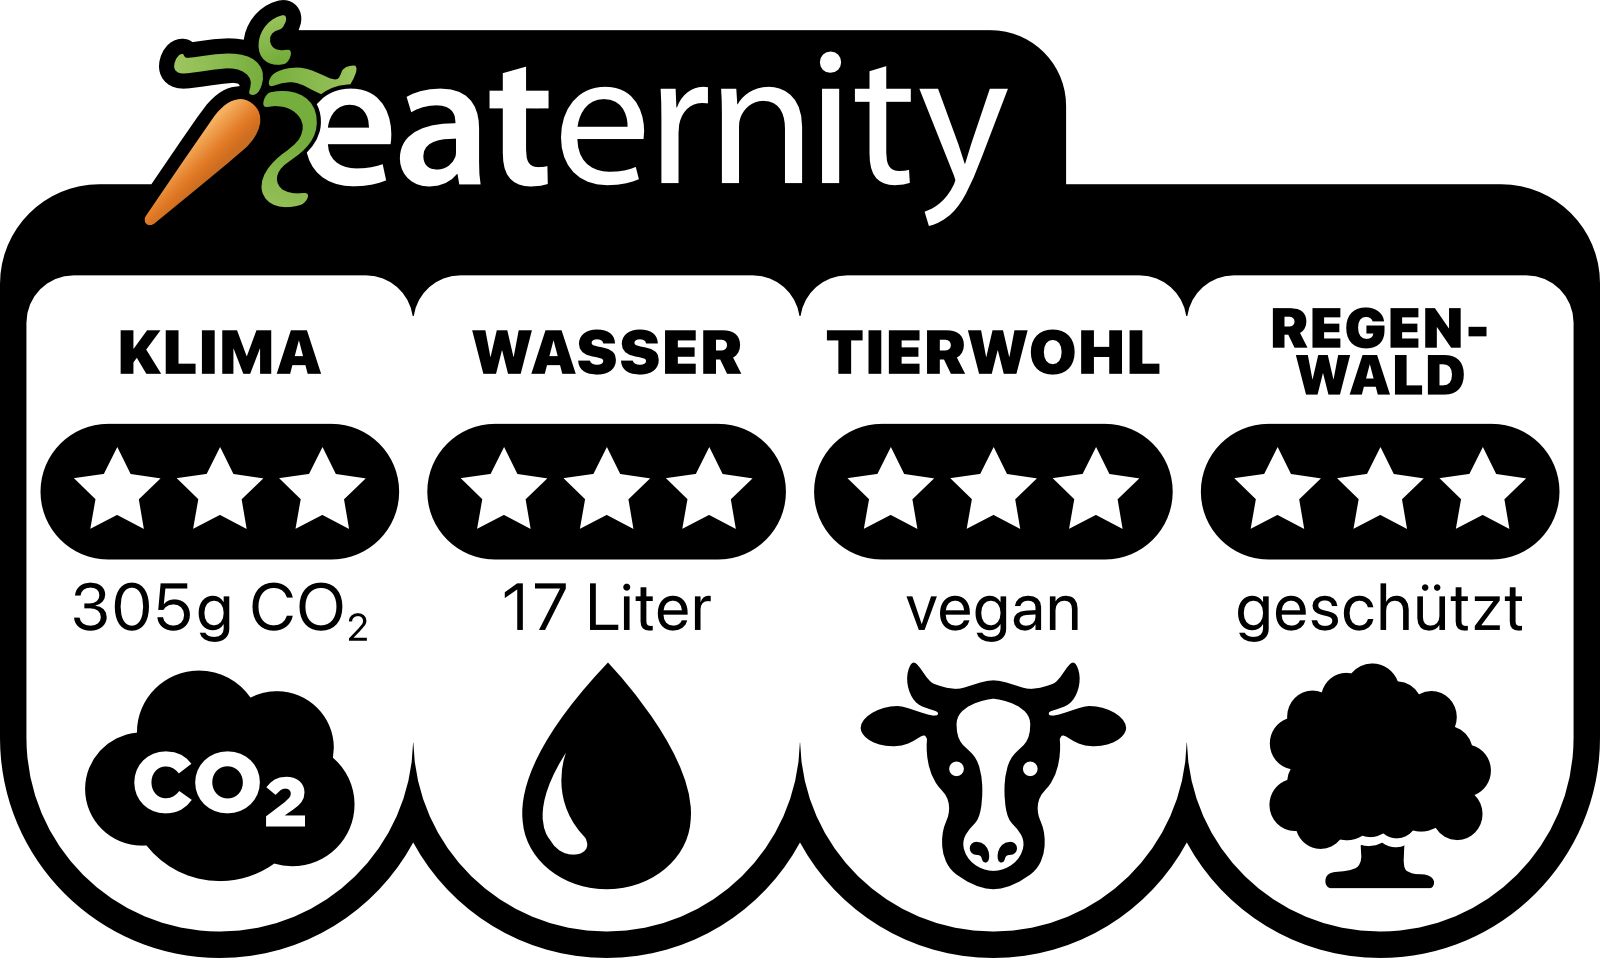 eaternity
KLIMA
WASSER
TIERWOHL
REGEN-
WALD
305g CO₂
17 Liter
vegan
geschützt
CO₂